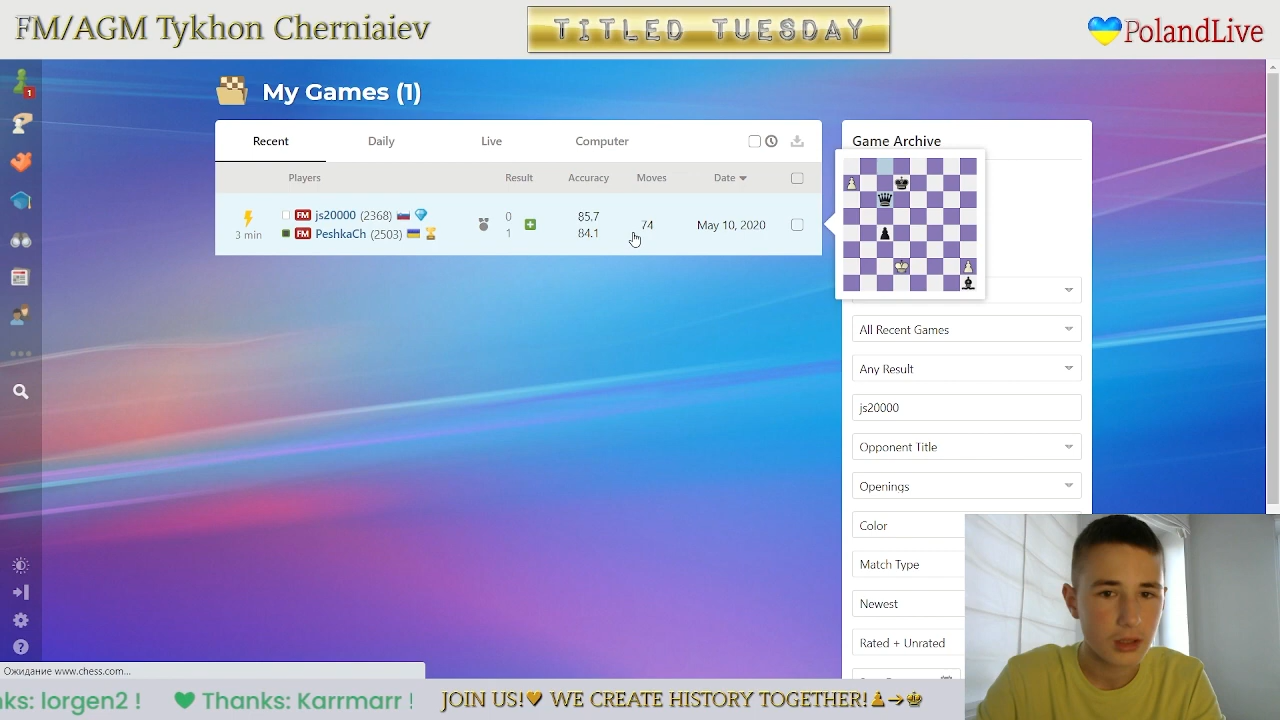 FM/AGM Tykhon Cherniaiev
TITLED TUESDAY
PolandLive
1
My Games (1)
Recent Daily Live Computer
Players Result Accuracy Moves Date
FM js20000 (2368) 0 85.7
3 min FM PeshkaCh (2503) 1 84.1 74 May 10, 2020
Game Archive
All Recent Games
Any Result
js20000
Opponent Title
Openings
Color
Match Type
Newest
Rated + Unrated
Ожидание www.chess.com...
nks: lorgen2 ! Thanks: Karrmarr !
JOIN US! WE CREATE HISTORY TOGETHER!